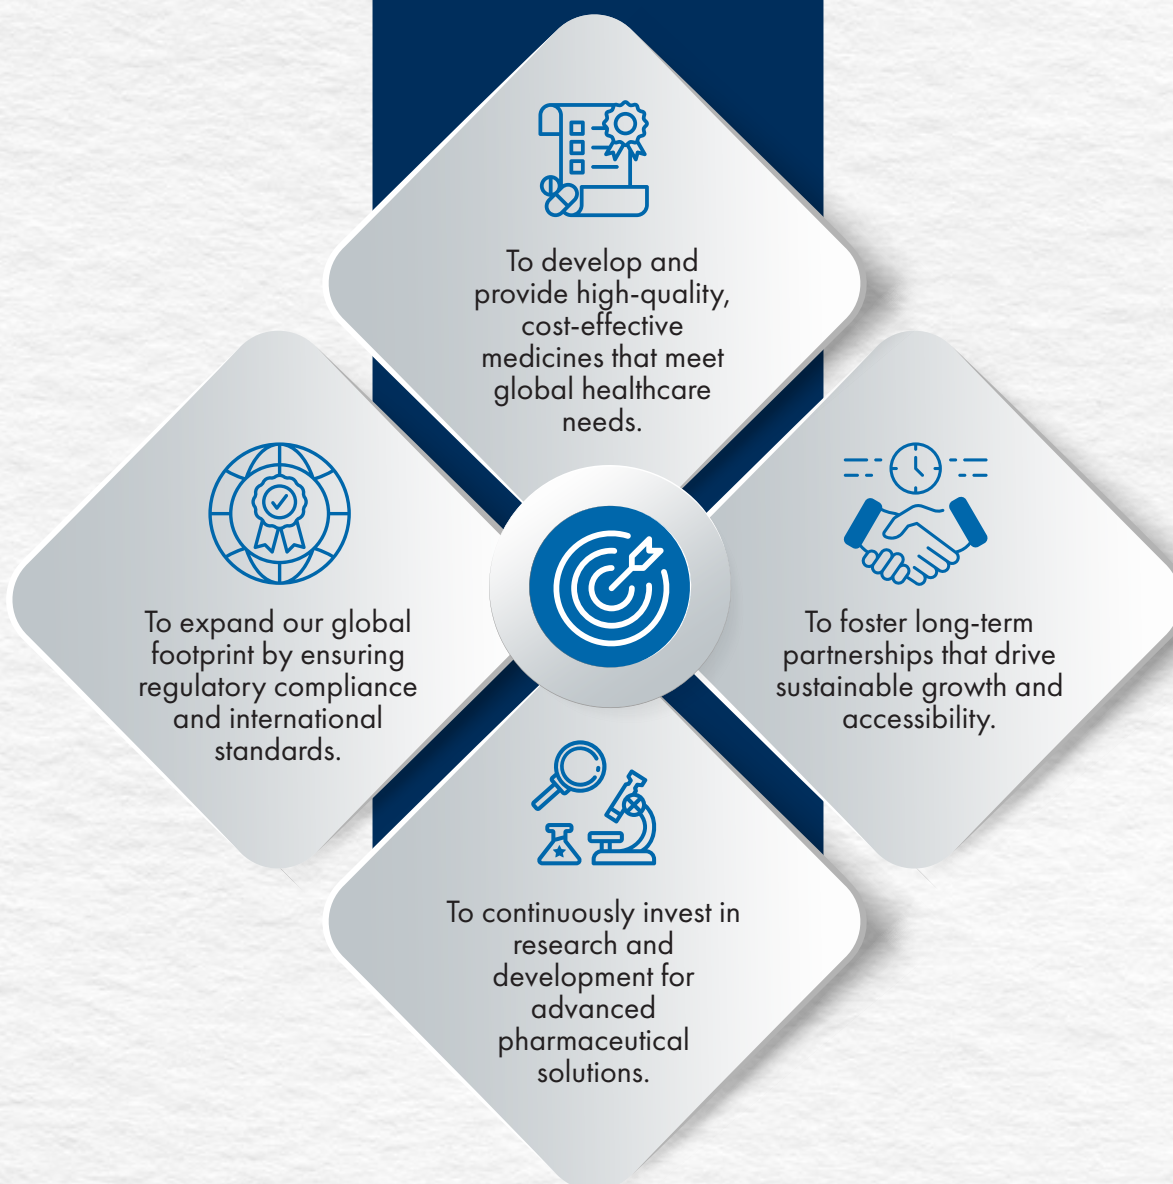 To develop and
provide high-quality,
cost-effective
medicines that meet
global healthcare
needs.
To expand our global
footprint by ensuring
regulatory compliance
and international
standards.
To foster long-term
partnerships that drive
sustainable growth and
accessibility.
To continuously invest in
research and
development for
advanced
pharmaceutical
solutions.